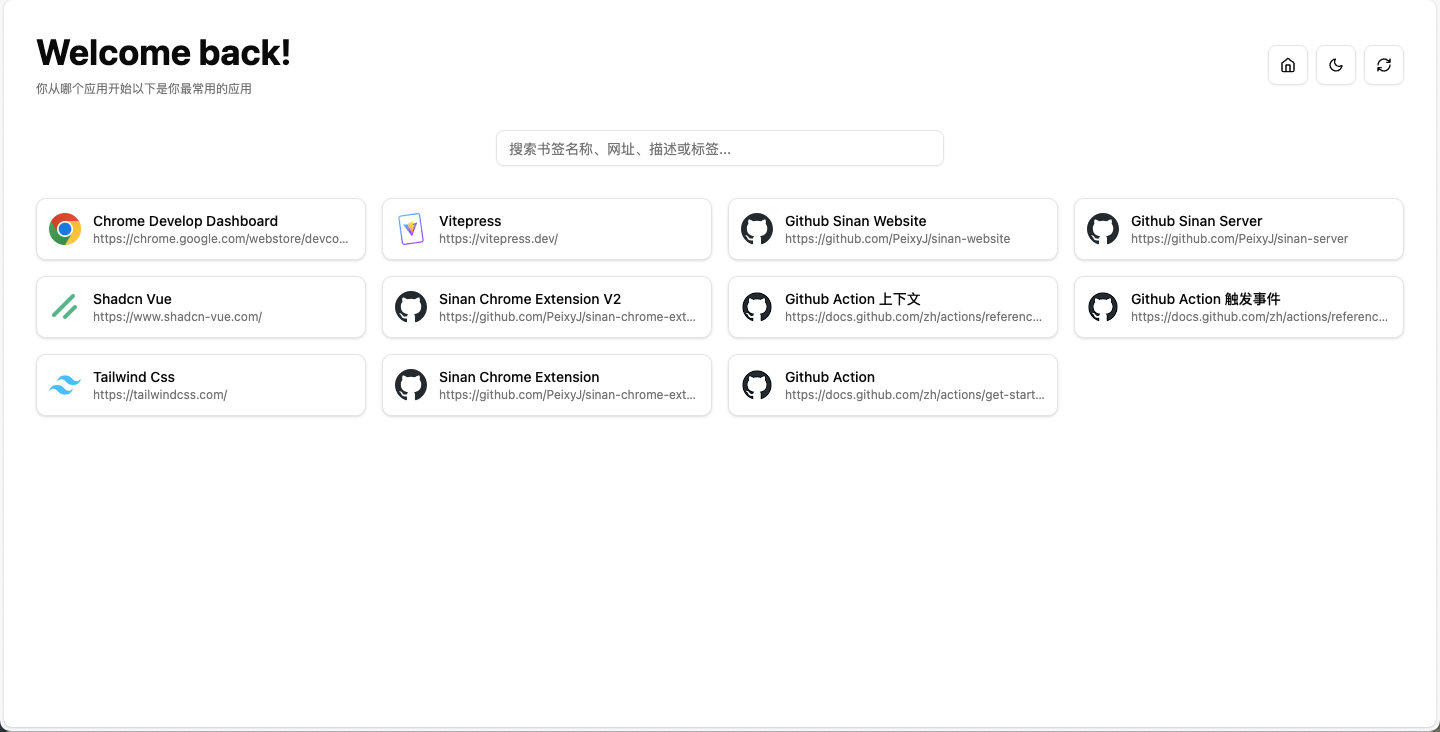 Welcome back!
你从哪个应用开始以下是你最常用的应用
搜索书签名称、网址、描述或标签...
Chrome Develop Dashboard
https://chrome.google.com/webstore/devco...
Vitepress
https://vitepress.dev/
Github Sinan Website
https://github.com/PeixyJ/sinan-website
Github Sinan Server
https://github.com/PeixyJ/sinan-server
Shadcn Vue
https://www.shadcn-vue.com/
Sinan Chrome Extension V2
https://github.com/PeixyJ/sinan-chrome-ext...
Github Action 上下文
https://docs.github.com/zh/actions/referenc...
Github Action 触发事件
https://docs.github.com/zh/actions/referenc...
Tailwind Css
https://tailwindcss.com/
Sinan Chrome Extension
https://github.com/PeixyJ/sinan-chrome-ext...
Github Action
https://docs.github.com/zh/actions/get-start...